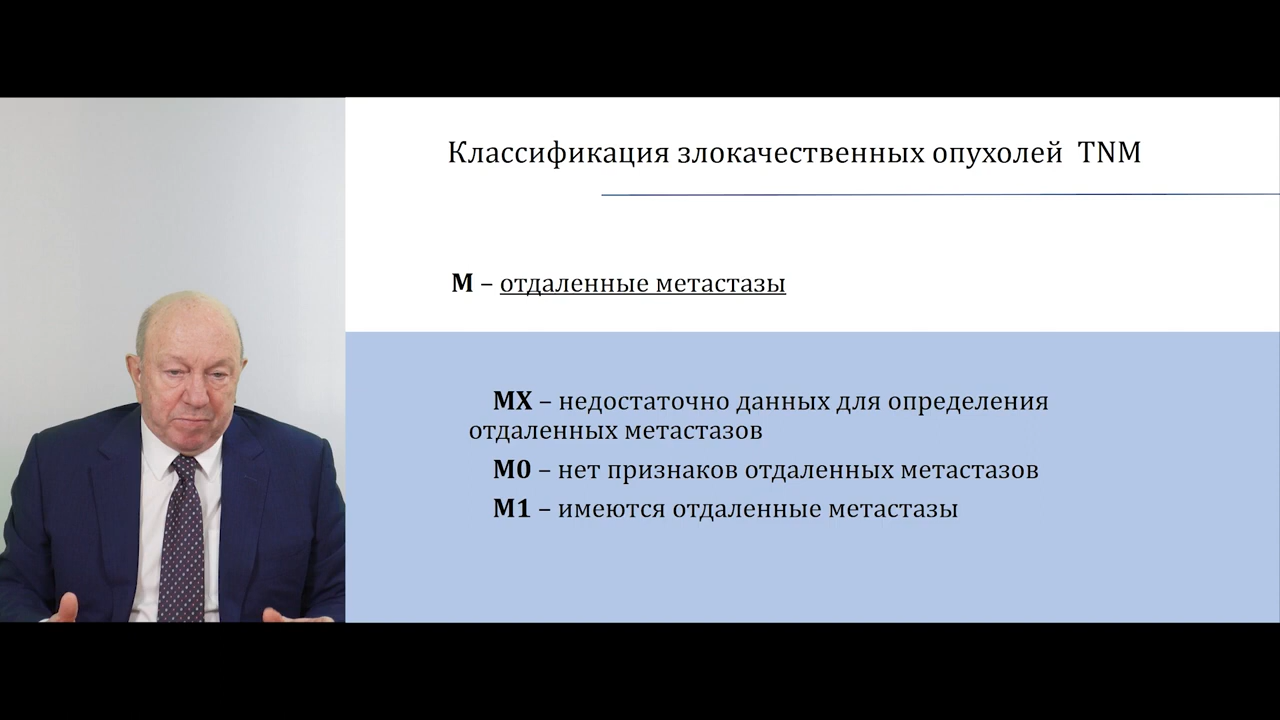 Классификация злокачественных опухолей TNM
M – отдаленные метастазы
MX – недостаточно данных для определения
отдаленных метастазов
M0 – нет признаков отдаленных метастазов
M1 – имеются отдаленные метастазы